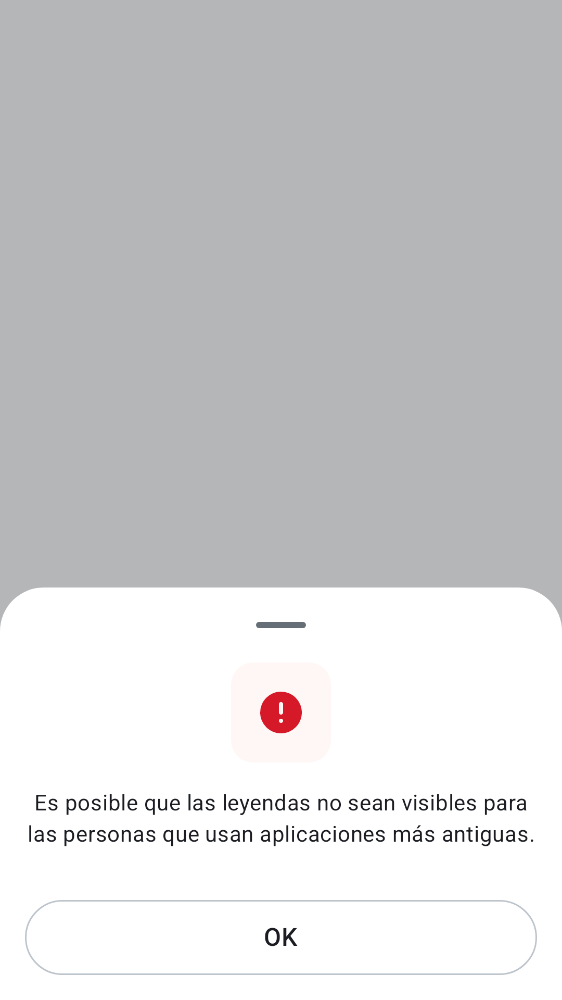 Es posible que las leyendas no sean visibles para
las personas que usan aplicaciones más antiguas.
OK